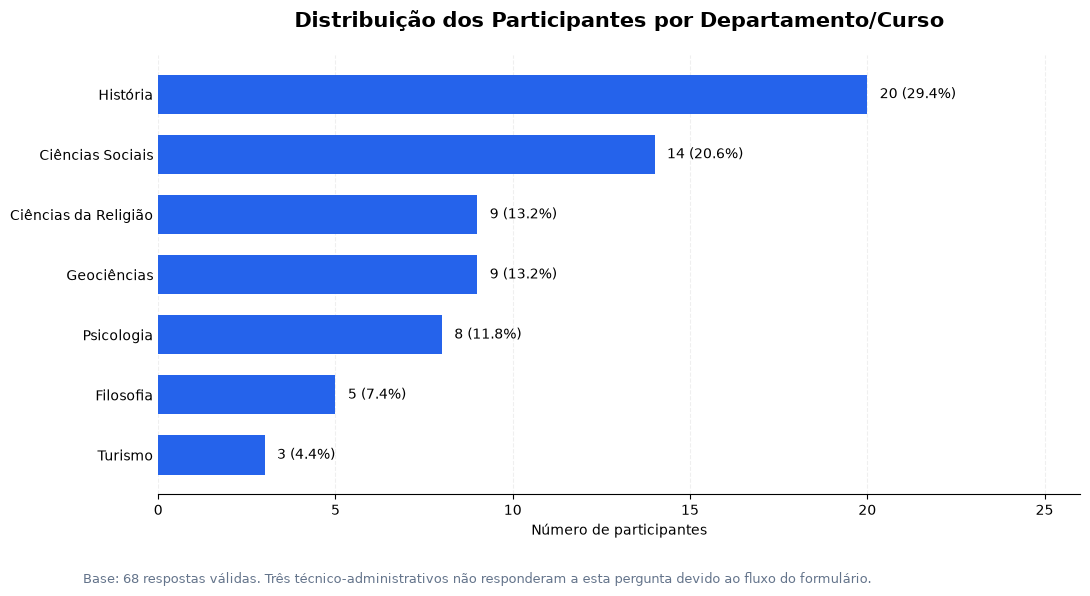 Distribuição dos Participantes por Departamento/Curso
História
20 (29.4%)
Ciências Sociais
14 (20.6%)
Ciências da Religião
9 (13.2%)
Geociências
9 (13.2%)
Psicologia
8 (11.8%)
Filosofia
5 (7.4%)
Turismo
3 (4.4%)
0 5 10 15 20 25
Número de participantes
Base: 68 respostas válidas. Três técnico-administrativos não responderam a esta pergunta devido ao fluxo do formulário.